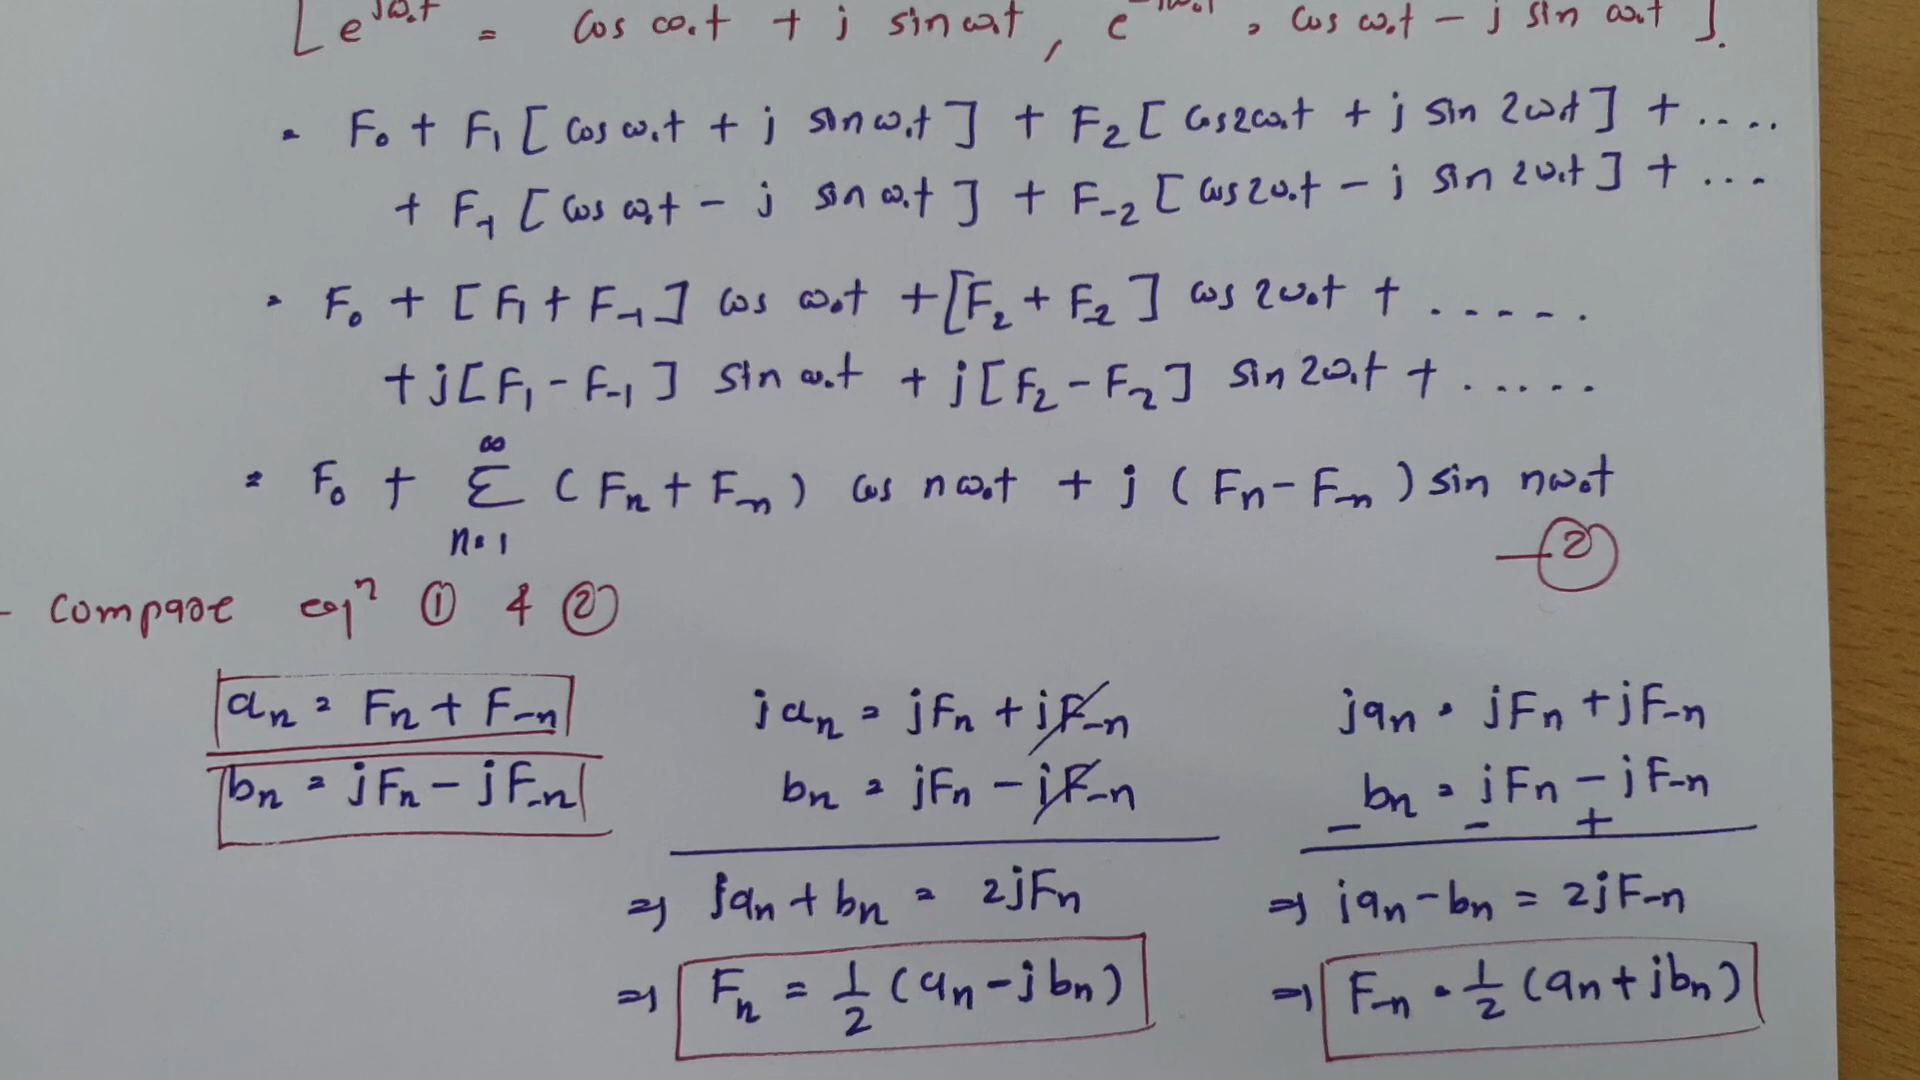 [ e^{jω₀t} = cos ω₀t + j sin ω₀t , e^{-jω₀t} = cos ω₀t - j sin ω₀t ].
= F₀ + F₁ [ cos ω₀t + j sin ω₀t ] + F₂ [ cos 2ω₀t + j sin 2ω₀t ] + ....
+ F₋₁ [ cos ω₀t - j sin ω₀t ] + F₋₂ [ cos 2ω₀t - j sin 2ω₀t ] + ...
= F₀ + [ F₁ + F₋₁ ] cos ω₀t + [ F₂ + F₋₂ ] cos 2ω₀t + .....
+ j [ F₁ - F₋₁ ] sin ω₀t + j [ F₂ - F₋₂ ] sin 2ω₀t + .....
= F₀ + Σ_{n=1}^{∞} ( Fₙ + F₋ₙ ) cos nω₀t + j ( Fₙ - F₋ₙ ) sin nω₀t
— ②
- compare eqⁿ ① & ②
aₙ = Fₙ + F₋ₙ
bₙ = jFₙ - jF₋ₙ
jaₙ = jFₙ + jF₋ₙ
bₙ = jFₙ - jF₋ₙ
⇒ jaₙ + bₙ = 2jFₙ
⇒ Fₙ = 1/2 (aₙ - jbₙ)
jaₙ = jFₙ + jF₋ₙ
bₙ = jFₙ - jF₋ₙ
- - +
⇒ jaₙ - bₙ = 2jF₋ₙ
⇒ F₋ₙ = 1/2 (aₙ + jbₙ)